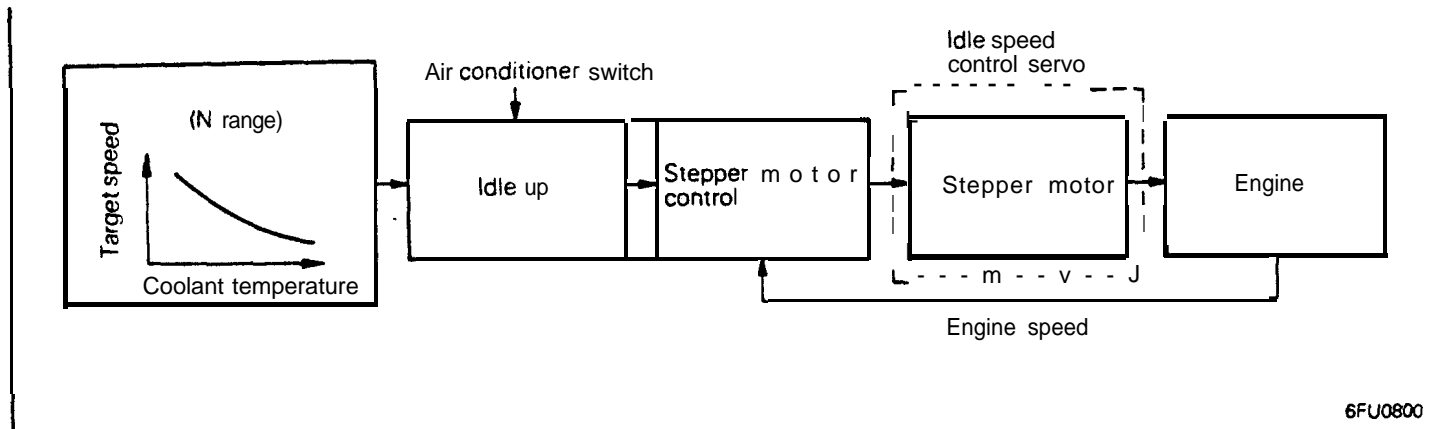 Idle speed
control servo
Air conditioner switch
(N range)
Target speed
Coolant temperature
Idle up
Stepper motor
control
Stepper motor
Engine
- - - m - - v - - J
Engine speed
6FU0800